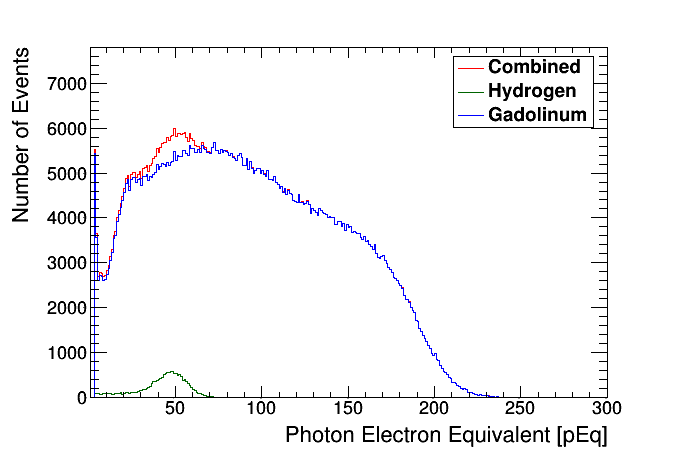 Number of Events
7000
6000
5000
4000
3000
2000
1000
0
50
100
150
200
250
300
Photon Electron Equivalent [pEq]
Combined
Hydrogen
Gadolinum